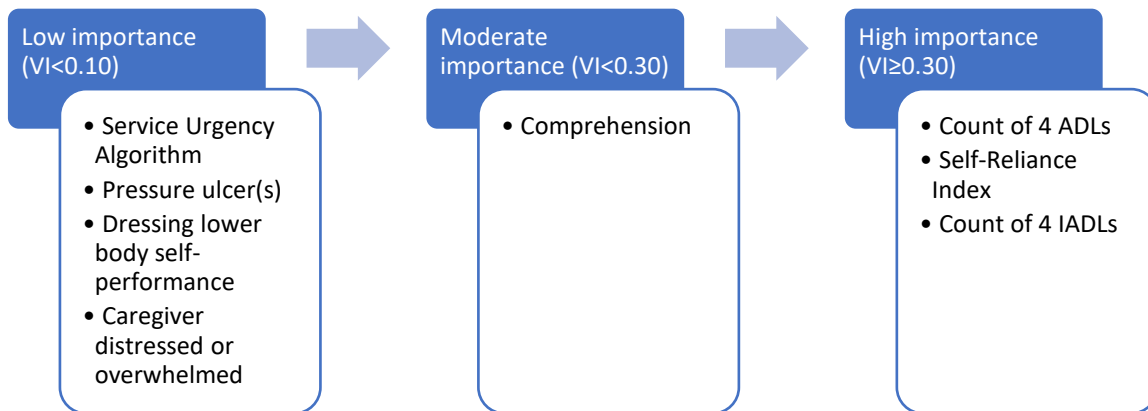 Low importance
(VI<0.10)
• Service Urgency
Algorithm
• Pressure ulcer(s)
• Dressing lower
body self-
performance
• Caregiver
distressed or
overwhelmed
Moderate
importance (VI<0.30)
• Comprehension
High importance
(VI≥0.30)
• Count of 4 ADLs
• Self-Reliance
Index
• Count of 4 IADLs